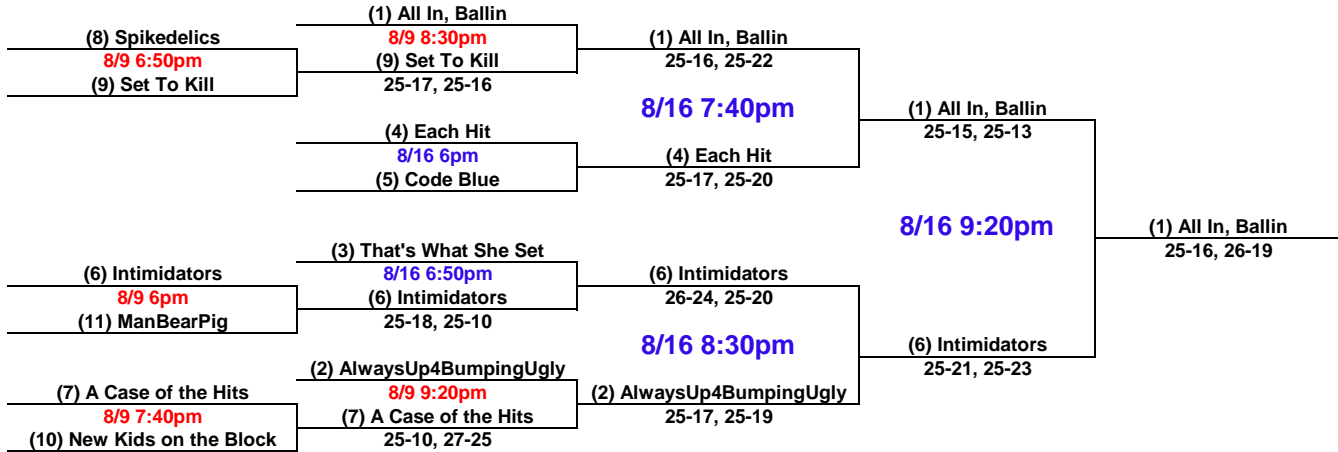 (1) All In, Ballin
(8) Spikedelics
8/9 8:30pm
(1) All In, Ballin
8/9 6:50pm
(9) Set To Kill
25-16, 25-22
(9) Set To Kill
25-17, 25-16
8/16 7:40pm
(1) All In, Ballin
(4) Each Hit
25-15, 25-13
8/16 6pm
(4) Each Hit
(5) Code Blue
25-17, 25-20
8/16 9:20pm
(1) All In, Ballin
25-16, 26-19
(3) That's What She Set
(6) Intimidators
8/16 6:50pm
(6) Intimidators
8/9 6pm
(6) Intimidators
26-24, 25-20
(11) ManBearPig
25-18, 25-10
8/16 8:30pm
(6) Intimidators
25-21, 25-23
(2) AlwaysUp4BumpingUgly
(7) A Case of the Hits
8/9 9:20pm
(2) AlwaysUp4BumpingUgly
8/9 7:40pm
(7) A Case of the Hits
25-17, 25-19
(10) New Kids on the Block
25-10, 27-25